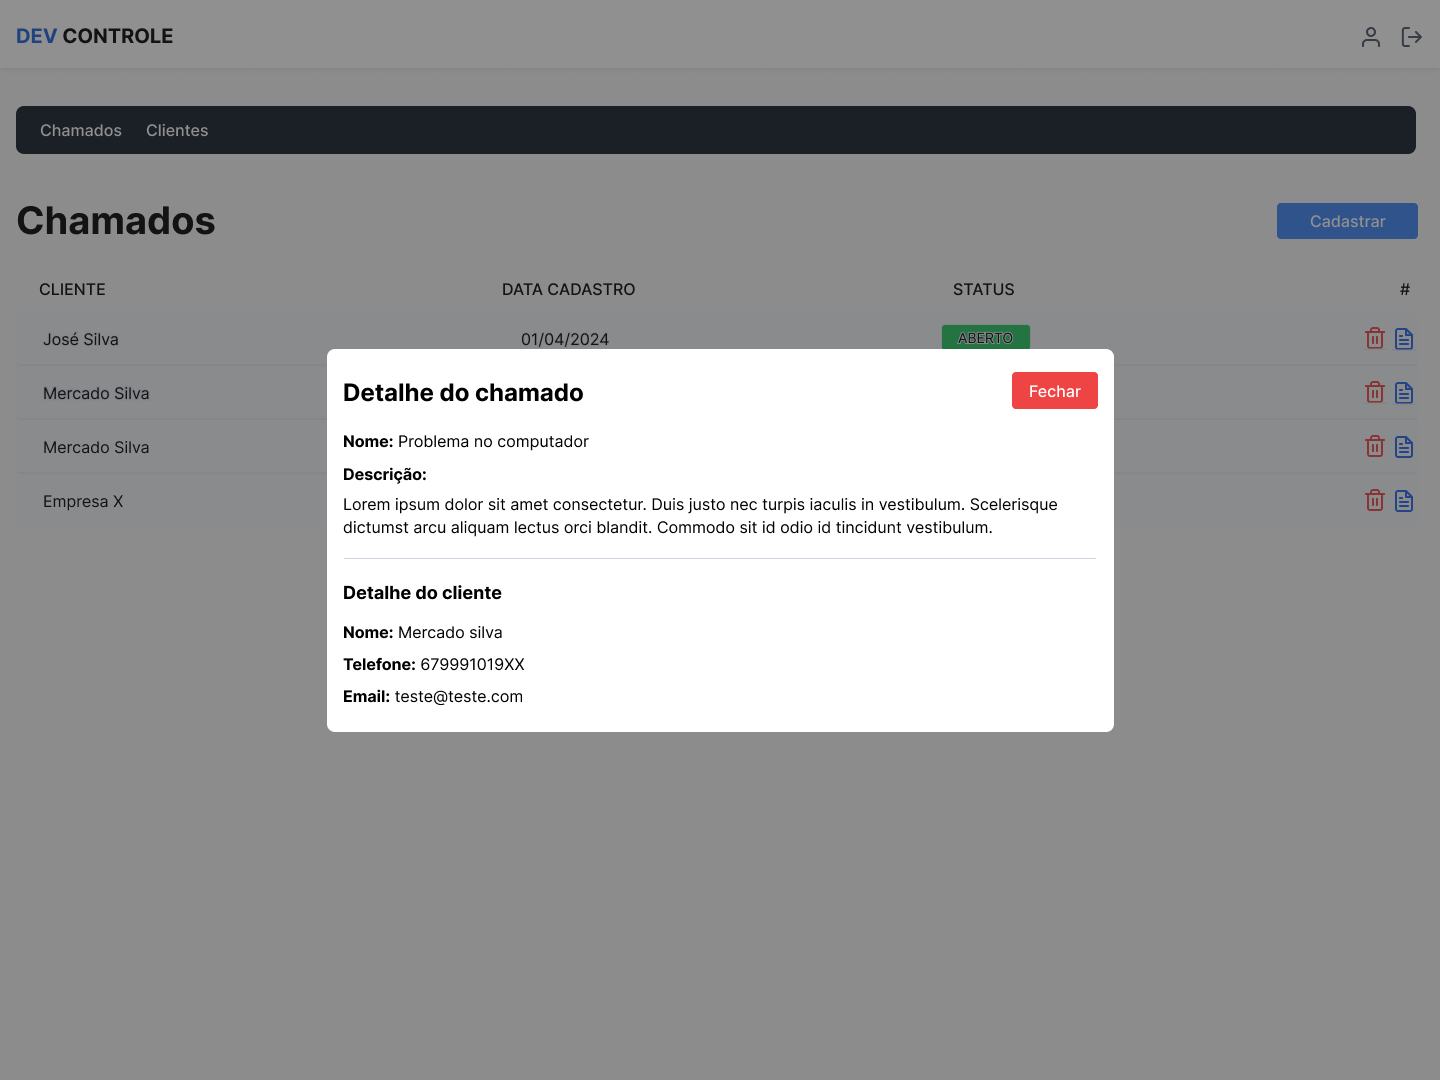 DEV CONTROLE
Chamados Clientes
Chamados
Cadastrar
CLIENTE DATA CADASTRO STATUS #
José Silva 01/04/2024 ABERTO
Mercado Silva
Mercado Silva
Empresa X
Detalhe do chamado
Fechar
Nome: Problema no computador
Descrição:
Lorem ipsum dolor sit amet consectetur. Duis justo nec turpis iaculis in vestibulum. Scelerisque
dictumst arcu aliquam lectus orci blandit. Commodo sit id odio id tincidunt vestibulum.
Detalhe do cliente
Nome: Mercado silva
Telefone: 679991019XX
Email: teste@teste.com